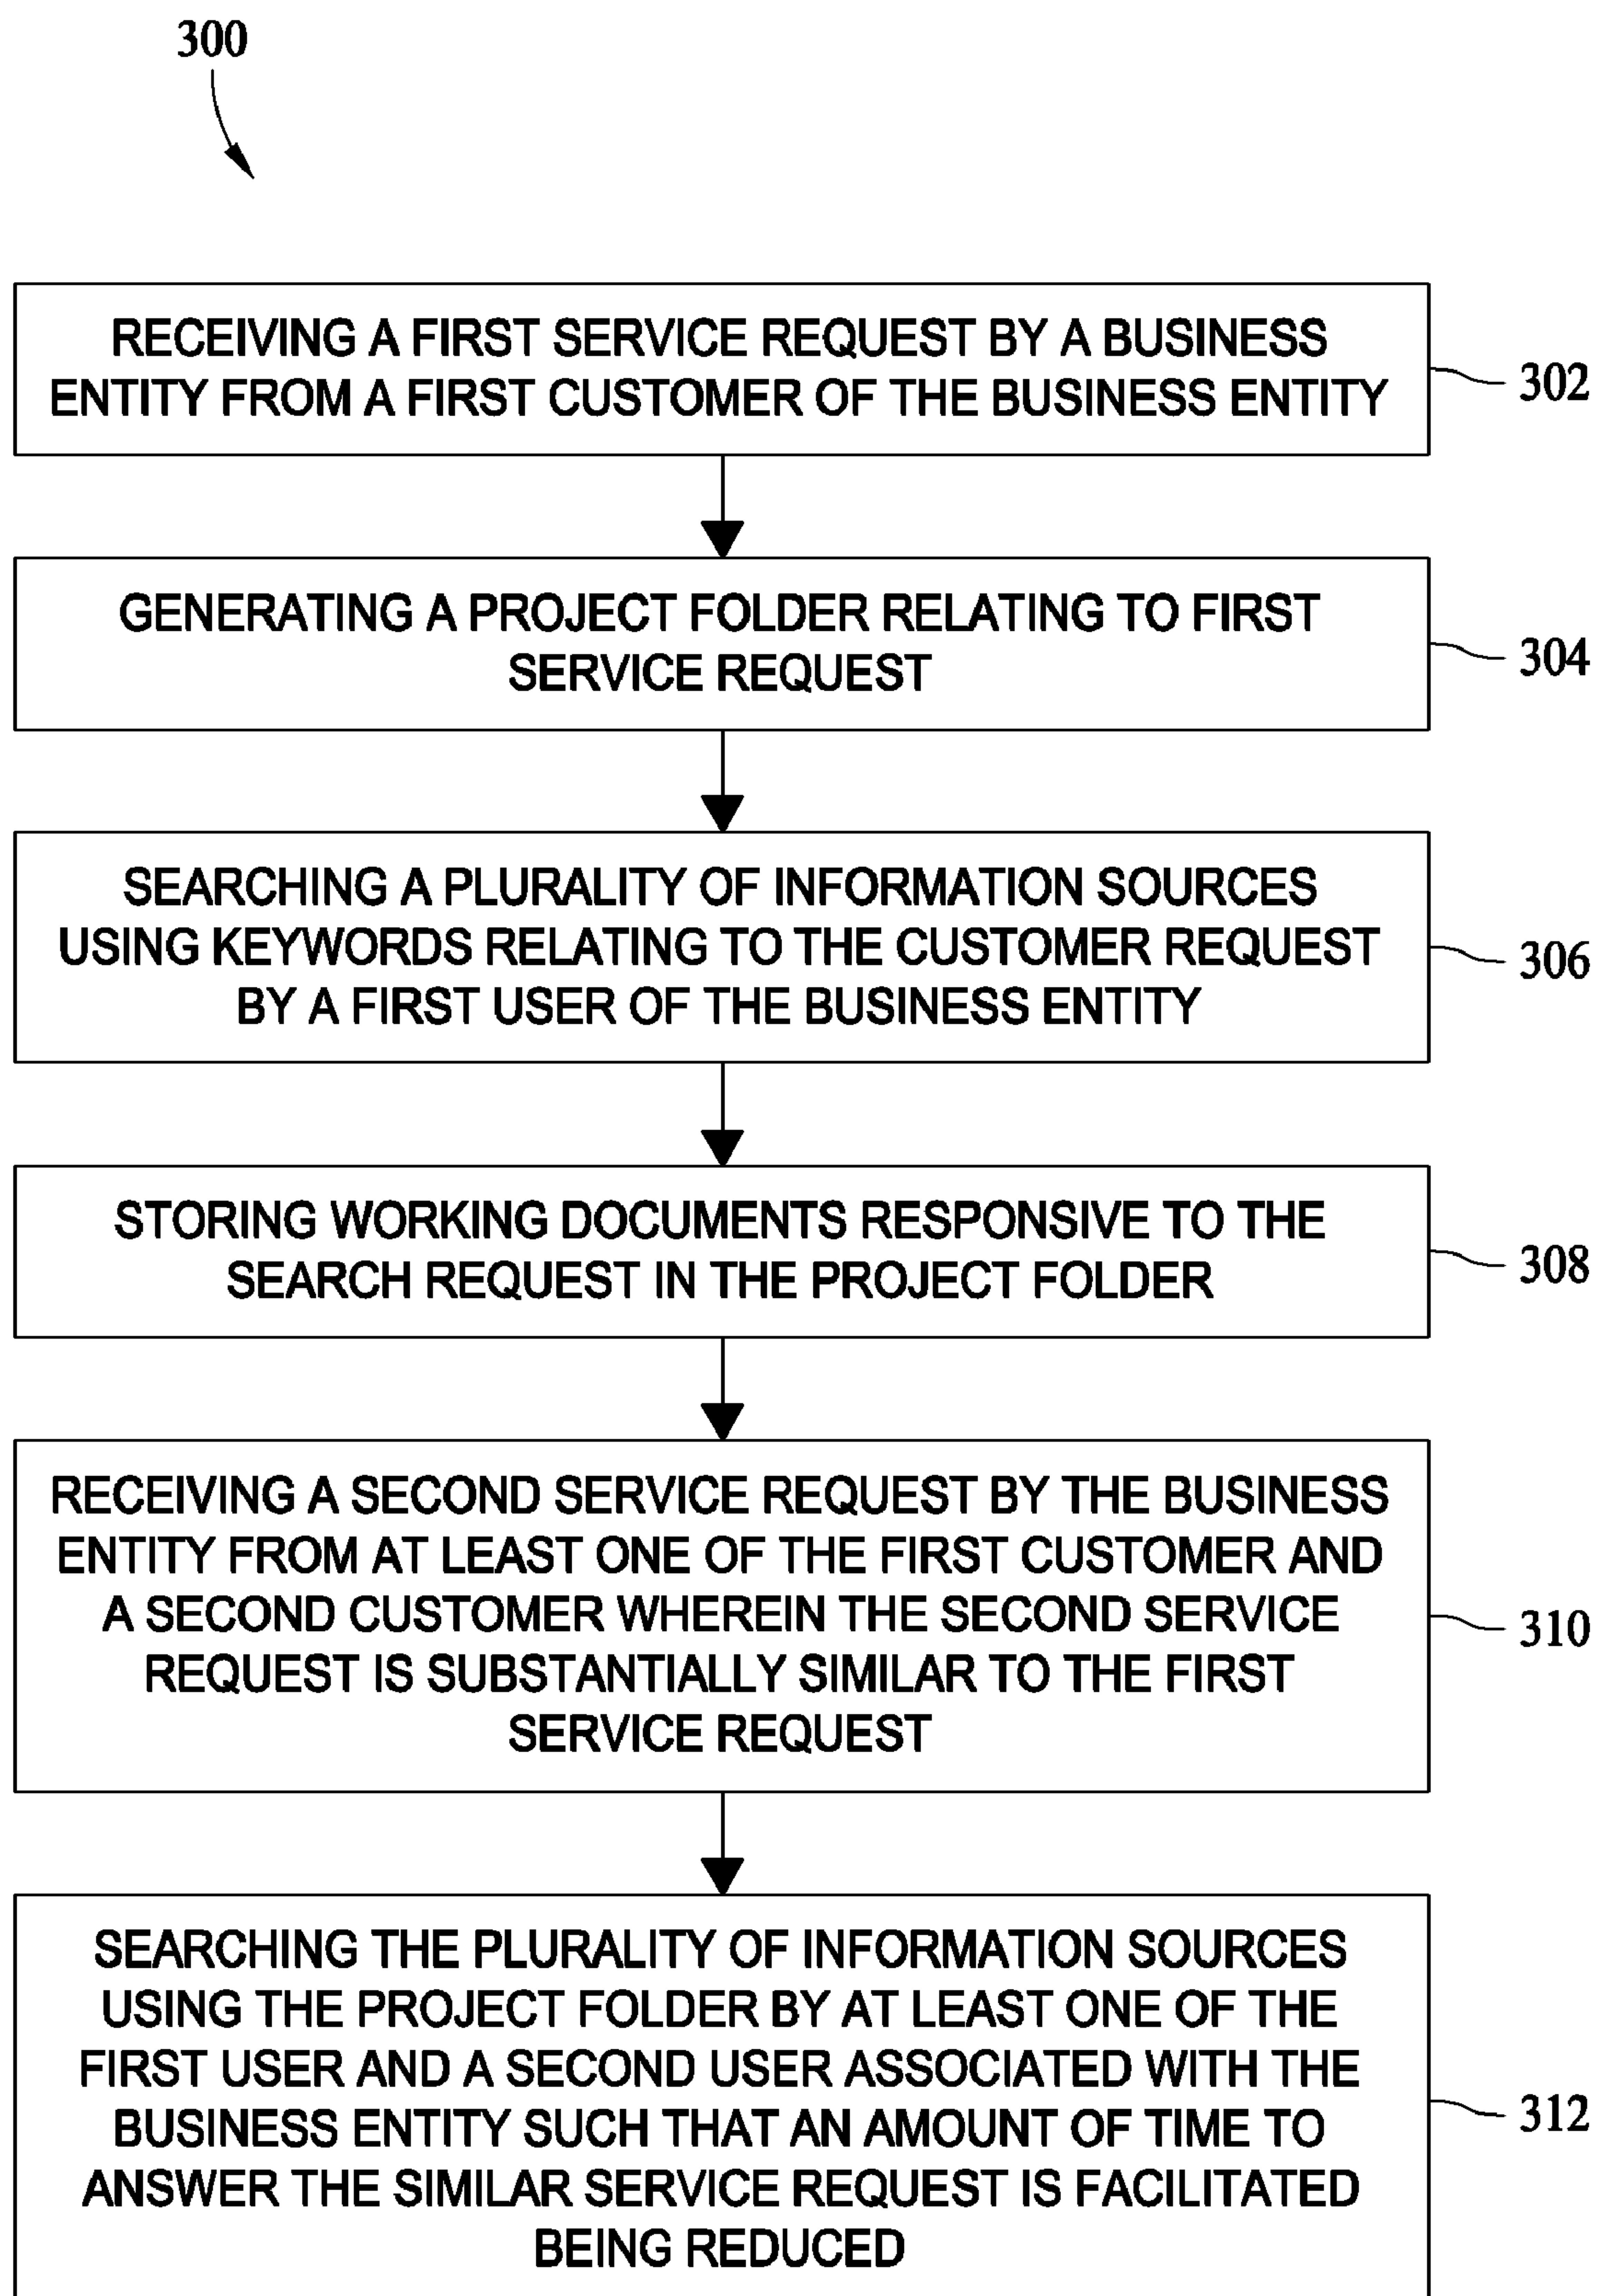 300
RECEIVING A FIRST SERVICE REQUEST BY A BUSINESS
ENTITY FROM A FIRST CUSTOMER OF THE BUSINESS ENTITY
302
GENERATING A PROJECT FOLDER RELATING TO FIRST
SERVICE REQUEST
304
SEARCHING A PLURALITY OF INFORMATION SOURCES
USING KEYWORDS RELATING TO THE CUSTOMER REQUEST
BY A FIRST USER OF THE BUSINESS ENTITY
306
STORING WORKING DOCUMENTS RESPONSIVE TO THE
SEARCH REQUEST IN THE PROJECT FOLDER
308
RECEIVING A SECOND SERVICE REQUEST BY THE BUSINESS
ENTITY FROM AT LEAST ONE OF THE FIRST CUSTOMER AND
A SECOND CUSTOMER WHEREIN THE SECOND SERVICE
REQUEST IS SUBSTANTIALLY SIMILAR TO THE FIRST
SERVICE REQUEST
310
SEARCHING THE PLURALITY OF INFORMATION SOURCES
USING THE PROJECT FOLDER BY AT LEAST ONE OF THE
FIRST USER AND A SECOND USER ASSOCIATED WITH THE
BUSINESS ENTITY SUCH THAT AN AMOUNT OF TIME TO
ANSWER THE SIMILAR SERVICE REQUEST IS FACILITATED
BEING REDUCED
312